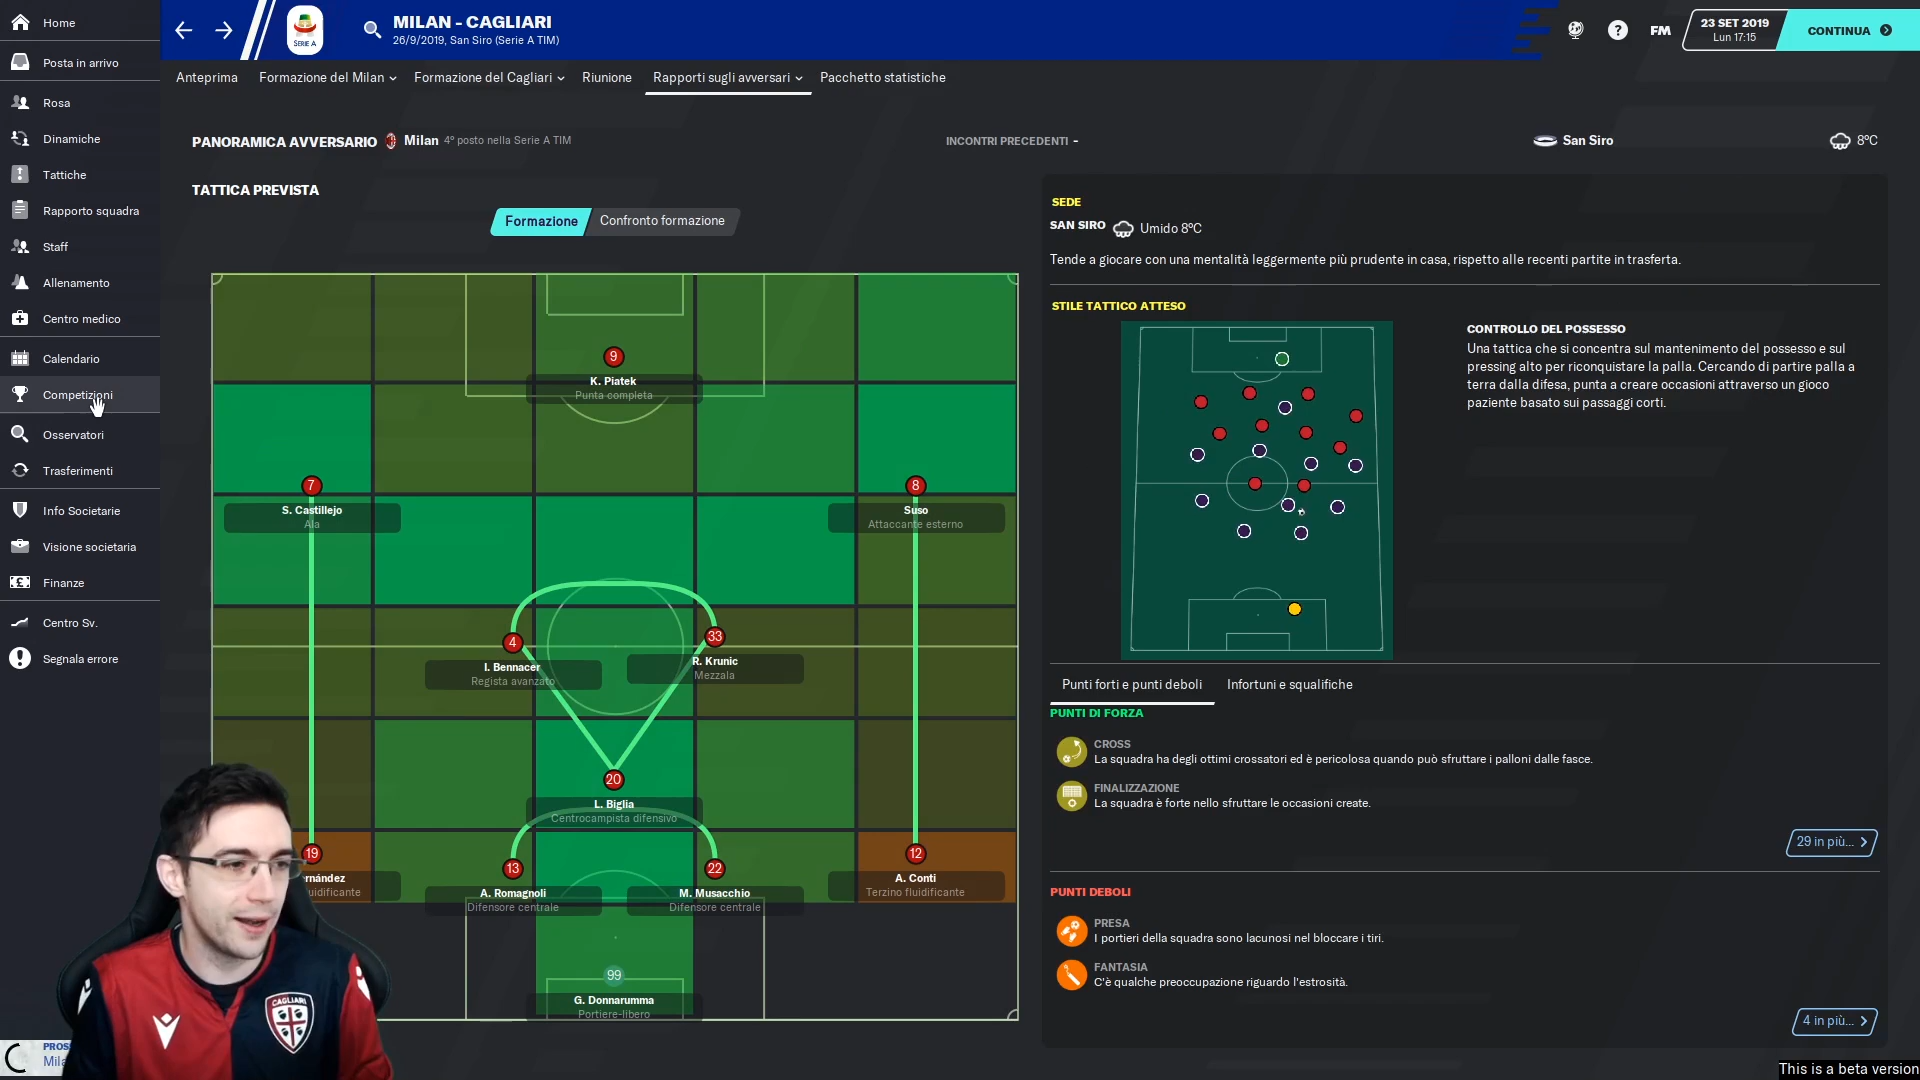 Home
Posta in arrivo
Rosa
Dinamiche
Tattiche
Rapporto squadra
Staff
Allenamento
Centro medico
Calendario
Competizioni
Osservatori
Trasferimenti
Info Societarie
Visione societaria
Finanze
Centro Sv.
Segnala errore
SERIE A
MILAN - CAGLIARI
26/9/2019, San Siro (Serie A TIM)
?
FM
23 SET 2019
Lun 17:15
CONTINUA
Anteprima
Formazione del Milan
Formazione del Cagliari
Riunione
Rapporti sugli avversari
Pacchetto statistiche
PANORAMICA AVVERSARIO
Milan
4º posto nella Serie A TIM
INCONTRI PRECEDENTI -
San Siro
8ºC
TATTICA PREVISTA
Formazione
Confronto formazione
9
K. Piatek
Punta completa
7
S. Castillejo
Ala
8
Suso
Attaccante esterno
4
I. Bennacer
Regista avanzato
33
R. Krunic
Mezzala
20
L. Biglia
Centrocampista difensivo
19
13
A. Romagnoli
Difensore centrale
22
M. Musacchio
Difensore centrale
12
A. Conti
Terzino fluidificante
99
G. Donnarumma
Portiere-libero
CAGLIARI
SEDE
SAN SIRO
Umido 8ºC
Tende a giocare con una mentalità leggermente più prudente in casa, rispetto alle recenti partite in trasferta.
STILE TATTICO ATTESO
CONTROLLO DEL POSSESSO
Una tattica che si concentra sul mantenimento del possesso e sul
pressing alto per riconquistare la palla. Cercando di partire palla a
terra dalla difesa, punta a creare occasioni attraverso un gioco
paziente basato sui passaggi corti.
Punti forti e punti deboli
Infortuni e squalifiche
PUNTI DI FORZA
CROSS
La squadra ha degli ottimi crossatori ed è pericolosa quando può sfruttare i palloni dalle fasce.
FINALIZZAZIONE
La squadra è forte nello sfruttare le occasioni create.
29 in più...
PUNTI DEBOLI
PRESA
I portieri della squadra sono lacunosi nel bloccare i tiri.
FANTASIA
C'è qualche preoccupazione riguardo l'estrosità.
4 in più...
This is a beta version